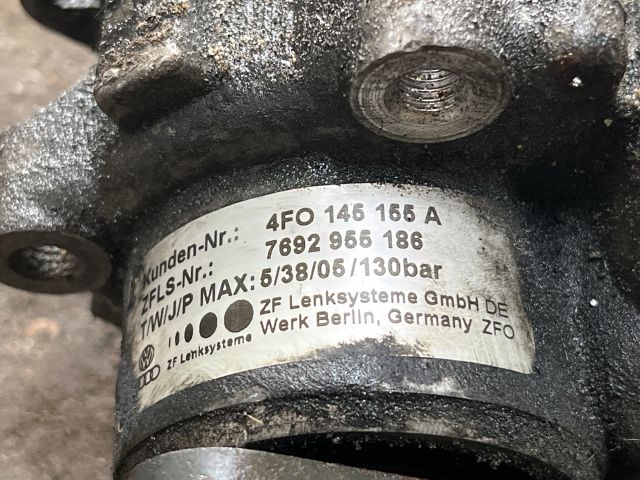 Kunden-Nr.: 4FO 145 155 A
ZFLS-Nr.: 7692 955 186
T/W/J/P MAX: 5/38/05/130bar
ZF Lenksysteme GmbH DE
ZF Lenksysteme Werk Berlin, Germany ZFO